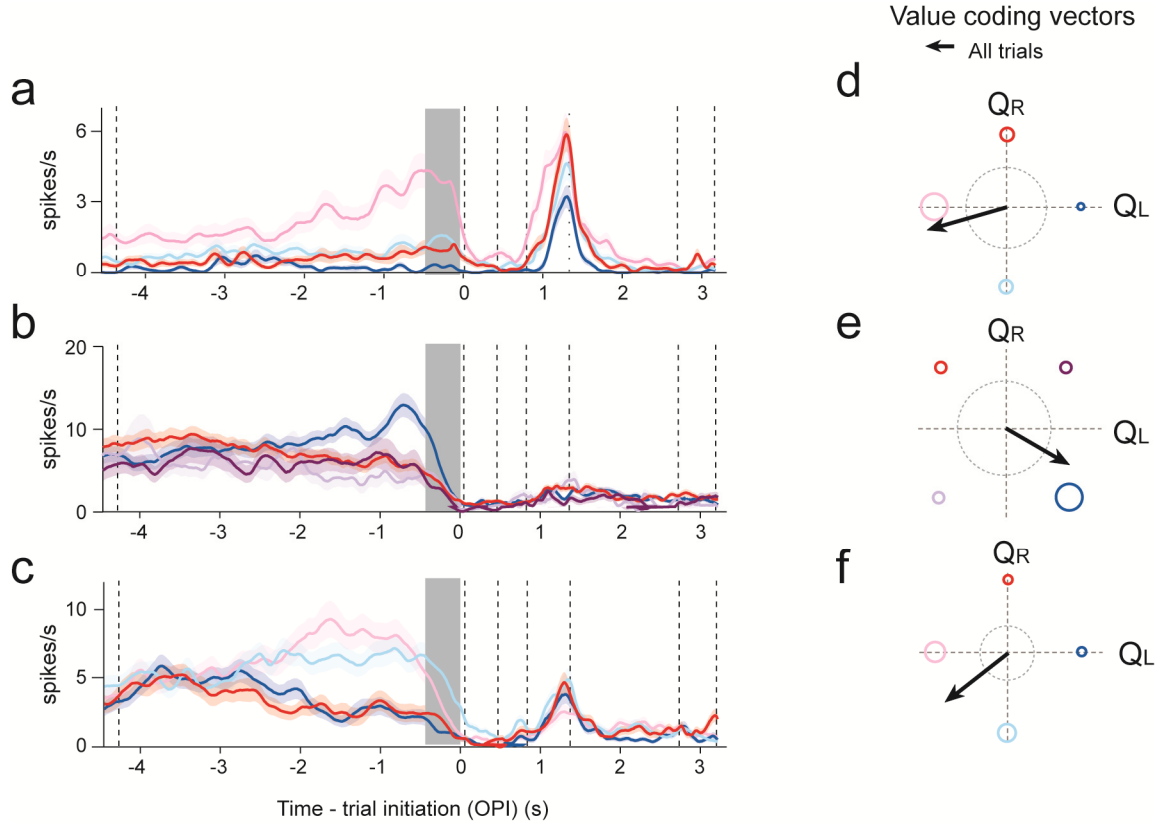 Value coding vectors
All trials
a
spikes/s
6
3
0
-4 -3 -2 -1 0 1 2 3
d
QR
QL
b
spikes/s
20
10
0
-4 -3 -2 -1 0 1 2 3
e
QR
QL
c
spikes/s
10
5
0
-4 -3 -2 -1 0 1 2 3
Time - trial initiation (OPI) (s)
f
QR
QL